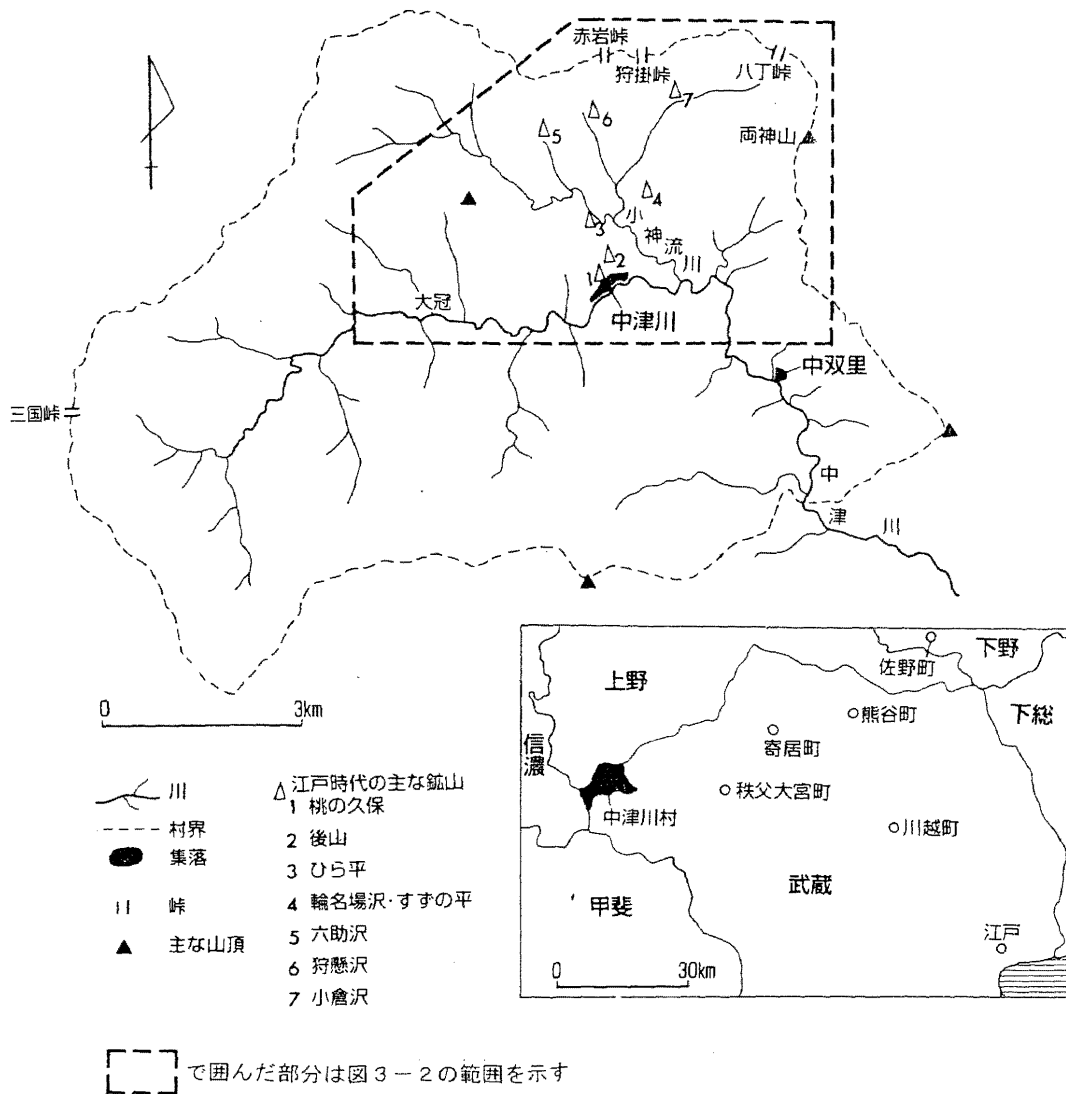 赤岩峠
狩掛峠
八丁峠
両神山
7
6
5
4
3
2
1
小神流川
大冠
中津川
中双里
三国峠
中津川
0 3km
川
村界
集落
峠
主な山頂
江戸時代の主な鉱山
1 桃の久保
2 後山
3 ひら平
4 輪名場沢・すずの平
5 六助沢
6 狩懸沢
7 小倉沢
上野
下野
佐野町
下総
信濃
熊谷町
寄居町
秩父大宮町
中津川村
川越町
武蔵
甲斐
江戸
0 30km
で囲んだ部分は図3-2の範囲を示す